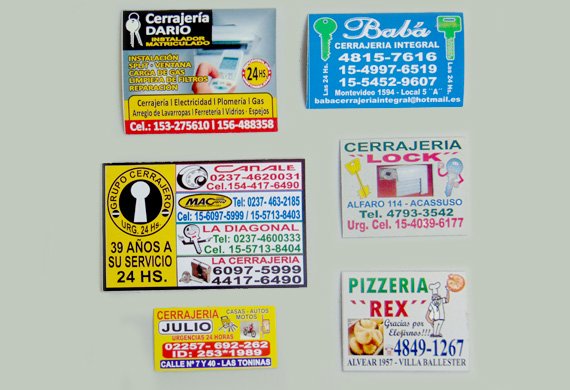 Cerrajería
DARIO
INSTALADOR
MATRICULADO
INSTALACIÓN
SPLIT - VENTANA
CARGA DE GAS
LIMPIEZA DE FILTROS
REPARACIÓN
24 HS.
Cerrajería I Electricidad I Plomería I Gas
Arreglo de Lavarropas I Ferretería I Vidrios - Espejos
Cel.: 153-275610 I 156-488358
Babá
CERRAJERIA INTEGRAL
4815-7616
15-4997-6519
15-5452-9607
Las 24 Hs.
Las 24 Hs.
Montevideo 1594 - Local 5 ´´A´´
babacerrajeriaintegral@hotmail.es
GRUPO CERRAJERO
URG. 24 Hs.
39 AÑOS A
SU SERVICIO
24 HS.
CANALE
0237-4620031
Cel. 154-417-6490
MAC
Tel: 0237- 463-2185
Cel: 15-6097-5999 / 15-5713-8403
LA DIAGONAL
Tel: 0237-4600333
Cel. 15-5713-8404
LA CERRAJERIA
6097-5999
4417-6490
CERRAJERIA
"LOCK"
ALFARO 114 - ACASSUSO
Tel. 4793-3542
Urg. Cel. 15-4039-6177
CERRAJERIA
JULIO
CASAS - AUTOS
MOTOS
URGENCIAS 24 HORAS
02257- 692-262
ID: 253*1989
CALLE Nº 7 Y 40 - LAS TONINAS
PIZZERIA
´´REX´´
Gracias por
Elejirnos!!!
4849-1267
ALVEAR 1957 - VILLA BALLESTER